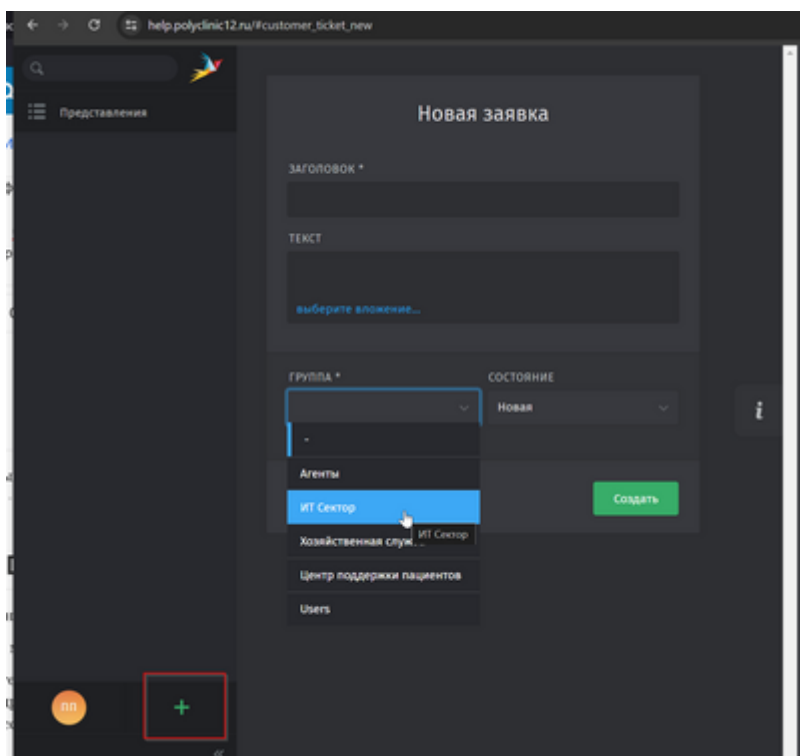 help.polyclinic12.ru/#customer_ticket_new
Представления
Новая заявка
ЗАГОЛОВОК *
ТЕКСТ
выберите вложение...
ГРУППА *
СОСТОЯНИЕ
Новая
-
Агенты
ИТ Сектор
ИТ Сектор
Хозяйственная
Центр поддержки пациентов
Users
Создать
ПП